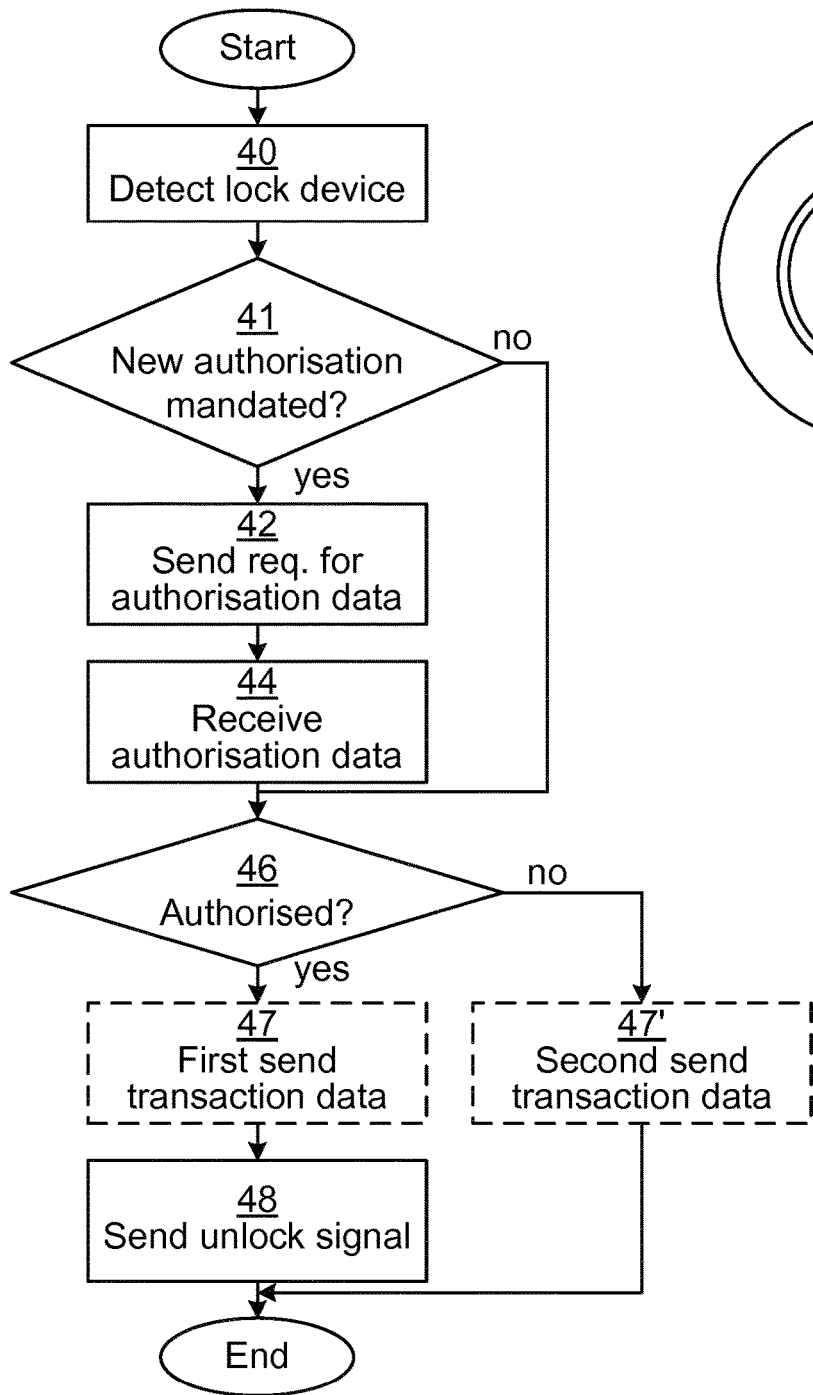 Start
40
Detect lock device
41
New authorisation
mandated?
no
yes
42
Send req. for
authorisation data
44
Receive
authorisation data
46
Authorised?
no
yes
47
First send
transaction data
47'
Second send
transaction data
48
Send unlock signal
End